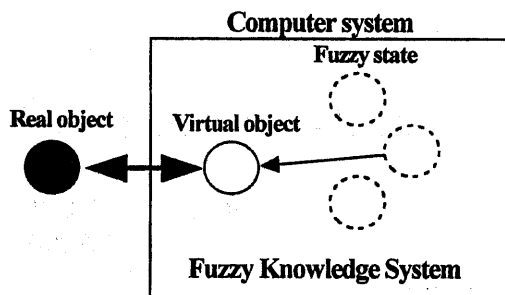 Computer system
Fuzzy state
Real object
Virtual object
Fuzzy Knowledge System